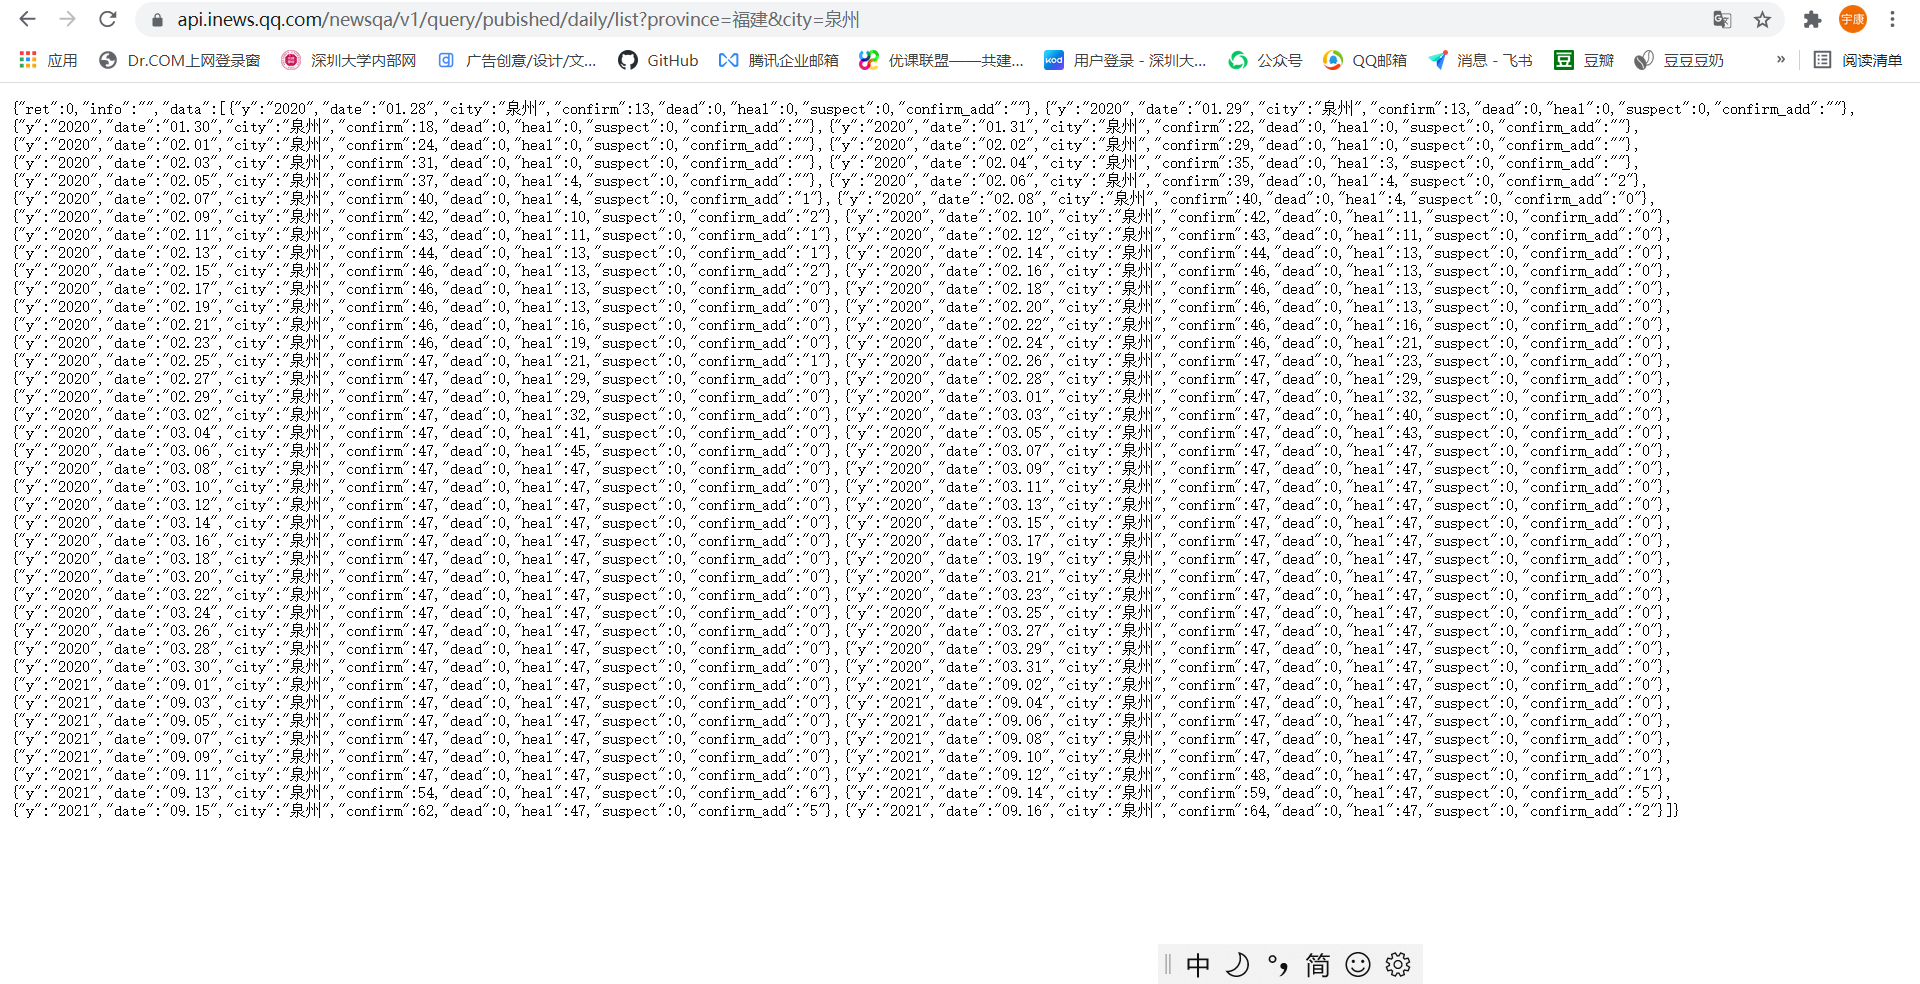 api.inews.qq.com/newsqa/v1/query/pubished/daily/list?province=福建&city=泉州
宇康
应用 Dr.COM上网登录窗 深圳大学内部网 广告创意/设计/文... GitHub 腾讯企业邮箱 优课联盟——共建... kod 用户登录 - 深圳大... 公众号 QQ邮箱 消息 - 飞书 豆 豆瓣 豆豆豆奶 » 阅读清单
{"ret":0,"info":"","data":[{"y":"2020","date":"01.28","city":"泉州","confirm":13,"dead":0,"heal":0,"suspect":0,"confirm_add":""},{"y":"2020","date":"01.29","city":"泉州","confirm":13,"dead":0,"heal":0,"suspect":0,"confirm_add":""},
{"y":"2020","date":"01.30","city":"泉州","confirm":18,"dead":0,"heal":0,"suspect":0,"confirm_add":""},{"y":"2020","date":"01.31","city":"泉州","confirm":22,"dead":0,"heal":0,"suspect":0,"confirm_add":""},
{"y":"2020","date":"02.01","city":"泉州","confirm":24,"dead":0,"heal":0,"suspect":0,"confirm_add":""},{"y":"2020","date":"02.02","city":"泉州","confirm":29,"dead":0,"heal":0,"suspect":0,"confirm_add":""},
{"y":"2020","date":"02.03","city":"泉州","confirm":31,"dead":0,"heal":0,"suspect":0,"confirm_add":""},{"y":"2020","date":"02.04","city":"泉州","confirm":35,"dead":0,"heal":3,"suspect":0,"confirm_add":""},
{"y":"2020","date":"02.05","city":"泉州","confirm":37,"dead":0,"heal":4,"suspect":0,"confirm_add":""},{"y":"2020","date":"02.06","city":"泉州","confirm":39,"dead":0,"heal":4,"suspect":0,"confirm_add":"2"},
{"y":"2020","date":"02.07","city":"泉州","confirm":40,"dead":0,"heal":4,"suspect":0,"confirm_add":"1"},{"y":"2020","date":"02.08","city":"泉州","confirm":40,"dead":0,"heal":4,"suspect":0,"confirm_add":"0"},
{"y":"2020","date":"02.09","city":"泉州","confirm":42,"dead":0,"heal":10,"suspect":0,"confirm_add":"2"},{"y":"2020","date":"02.10","city":"泉州","confirm":42,"dead":0,"heal":11,"suspect":0,"confirm_add":"0"},
{"y":"2020","date":"02.11","city":"泉州","confirm":43,"dead":0,"heal":11,"suspect":0,"confirm_add":"1"},{"y":"2020","date":"02.12","city":"泉州","confirm":43,"dead":0,"heal":11,"suspect":0,"confirm_add":"0"},
{"y":"2020","date":"02.13","city":"泉州","confirm":44,"dead":0,"heal":13,"suspect":0,"confirm_add":"1"},{"y":"2020","date":"02.14","city":"泉州","confirm":44,"dead":0,"heal":13,"suspect":0,"confirm_add":"0"},
{"y":"2020","date":"02.15","city":"泉州","confirm":46,"dead":0,"heal":13,"suspect":0,"confirm_add":"2"},{"y":"2020","date":"02.16","city":"泉州","confirm":46,"dead":0,"heal":13,"suspect":0,"confirm_add":"0"},
{"y":"2020","date":"02.17","city":"泉州","confirm":46,"dead":0,"heal":13,"suspect":0,"confirm_add":"0"},{"y":"2020","date":"02.18","city":"泉州","confirm":46,"dead":0,"heal":13,"suspect":0,"confirm_add":"0"},
{"y":"2020","date":"02.19","city":"泉州","confirm":46,"dead":0,"heal":13,"suspect":0,"confirm_add":"0"},{"y":"2020","date":"02.20","city":"泉州","confirm":46,"dead":0,"heal":13,"suspect":0,"confirm_add":"0"},
{"y":"2020","date":"02.21","city":"泉州","confirm":46,"dead":0,"heal":16,"suspect":0,"confirm_add":"0"},{"y":"2020","date":"02.22","city":"泉州","confirm":46,"dead":0,"heal":16,"suspect":0,"confirm_add":"0"},
{"y":"2020","date":"02.23","city":"泉州","confirm":46,"dead":0,"heal":19,"suspect":0,"confirm_add":"0"},{"y":"2020","date":"02.24","city":"泉州","confirm":46,"dead":0,"heal":21,"suspect":0,"confirm_add":"0"},
{"y":"2020","date":"02.25","city":"泉州","confirm":47,"dead":0,"heal":21,"suspect":0,"confirm_add":"1"},{"y":"2020","date":"02.26","city":"泉州","confirm":47,"dead":0,"heal":23,"suspect":0,"confirm_add":"0"},
{"y":"2020","date":"02.27","city":"泉州","confirm":47,"dead":0,"heal":29,"suspect":0,"confirm_add":"0"},{"y":"2020","date":"02.28","city":"泉州","confirm":47,"dead":0,"heal":29,"suspect":0,"confirm_add":"0"},
{"y":"2020","date":"02.29","city":"泉州","confirm":47,"dead":0,"heal":29,"suspect":0,"confirm_add":"0"},{"y":"2020","date":"03.01","city":"泉州","confirm":47,"dead":0,"heal":32,"suspect":0,"confirm_add":"0"},
{"y":"2020","date":"03.02","city":"泉州","confirm":47,"dead":0,"heal":32,"suspect":0,"confirm_add":"0"},{"y":"2020","date":"03.03","city":"泉州","confirm":47,"dead":0,"heal":40,"suspect":0,"confirm_add":"0"},
{"y":"2020","date":"03.04","city":"泉州","confirm":47,"dead":0,"heal":41,"suspect":0,"confirm_add":"0"},{"y":"2020","date":"03.05","city":"泉州","confirm":47,"dead":0,"heal":43,"suspect":0,"confirm_add":"0"},
{"y":"2020","date":"03.06","city":"泉州","confirm":47,"dead":0,"heal":45,"suspect":0,"confirm_add":"0"},{"y":"2020","date":"03.07","city":"泉州","confirm":47,"dead":0,"heal":47,"suspect":0,"confirm_add":"0"},
{"y":"2020","date":"03.08","city":"泉州","confirm":47,"dead":0,"heal":47,"suspect":0,"confirm_add":"0"},{"y":"2020","date":"03.09","city":"泉州","confirm":47,"dead":0,"heal":47,"suspect":0,"confirm_add":"0"},
{"y":"2020","date":"03.10","city":"泉州","confirm":47,"dead":0,"heal":47,"suspect":0,"confirm_add":"0"},{"y":"2020","date":"03.11","city":"泉州","confirm":47,"dead":0,"heal":47,"suspect":0,"confirm_add":"0"},
{"y":"2020","date":"03.12","city":"泉州","confirm":47,"dead":0,"heal":47,"suspect":0,"confirm_add":"0"},{"y":"2020","date":"03.13","city":"泉州","confirm":47,"dead":0,"heal":47,"suspect":0,"confirm_add":"0"},
{"y":"2020","date":"03.14","city":"泉州","confirm":47,"dead":0,"heal":47,"suspect":0,"confirm_add":"0"},{"y":"2020","date":"03.15","city":"泉州","confirm":47,"dead":0,"heal":47,"suspect":0,"confirm_add":"0"},
{"y":"2020","date":"03.16","city":"泉州","confirm":47,"dead":0,"heal":47,"suspect":0,"confirm_add":"0"},{"y":"2020","date":"03.17","city":"泉州","confirm":47,"dead":0,"heal":47,"suspect":0,"confirm_add":"0"},
{"y":"2020","date":"03.18","city":"泉州","confirm":47,"dead":0,"heal":47,"suspect":0,"confirm_add":"0"},{"y":"2020","date":"03.19","city":"泉州","confirm":47,"dead":0,"heal":47,"suspect":0,"confirm_add":"0"},
{"y":"2020","date":"03.20","city":"泉州","confirm":47,"dead":0,"heal":47,"suspect":0,"confirm_add":"0"},{"y":"2020","date":"03.21","city":"泉州","confirm":47,"dead":0,"heal":47,"suspect":0,"confirm_add":"0"},
{"y":"2020","date":"03.22","city":"泉州","confirm":47,"dead":0,"heal":47,"suspect":0,"confirm_add":"0"},{"y":"2020","date":"03.23","city":"泉州","confirm":47,"dead":0,"heal":47,"suspect":0,"confirm_add":"0"},
{"y":"2020","date":"03.24","city":"泉州","confirm":47,"dead":0,"heal":47,"suspect":0,"confirm_add":"0"},{"y":"2020","date":"03.25","city":"泉州","confirm":47,"dead":0,"heal":47,"suspect":0,"confirm_add":"0"},
{"y":"2020","date":"03.26","city":"泉州","confirm":47,"dead":0,"heal":47,"suspect":0,"confirm_add":"0"},{"y":"2020","date":"03.27","city":"泉州","confirm":47,"dead":0,"heal":47,"suspect":0,"confirm_add":"0"},
{"y":"2020","date":"03.28","city":"泉州","confirm":47,"dead":0,"heal":47,"suspect":0,"confirm_add":"0"},{"y":"2020","date":"03.29","city":"泉州","confirm":47,"dead":0,"heal":47,"suspect":0,"confirm_add":"0"},
{"y":"2020","date":"03.30","city":"泉州","confirm":47,"dead":0,"heal":47,"suspect":0,"confirm_add":"0"},{"y":"2020","date":"03.31","city":"泉州","confirm":47,"dead":0,"heal":47,"suspect":0,"confirm_add":"0"},
{"y":"2021","date":"09.01","city":"泉州","confirm":47,"dead":0,"heal":47,"suspect":0,"confirm_add":"0"},{"y":"2021","date":"09.02","city":"泉州","confirm":47,"dead":0,"heal":47,"suspect":0,"confirm_add":"0"},
{"y":"2021","date":"09.03","city":"泉州","confirm":47,"dead":0,"heal":47,"suspect":0,"confirm_add":"0"},{"y":"2021","date":"09.04","city":"泉州","confirm":47,"dead":0,"heal":47,"suspect":0,"confirm_add":"0"},
{"y":"2021","date":"09.05","city":"泉州","confirm":47,"dead":0,"heal":47,"suspect":0,"confirm_add":"0"},{"y":"2021","date":"09.06","city":"泉州","confirm":47,"dead":0,"heal":47,"suspect":0,"confirm_add":"0"},
{"y":"2021","date":"09.07","city":"泉州","confirm":47,"dead":0,"heal":47,"suspect":0,"confirm_add":"0"},{"y":"2021","date":"09.08","city":"泉州","confirm":47,"dead":0,"heal":47,"suspect":0,"confirm_add":"0"},
{"y":"2021","date":"09.09","city":"泉州","confirm":47,"dead":0,"heal":47,"suspect":0,"confirm_add":"0"},{"y":"2021","date":"09.10","city":"泉州","confirm":47,"dead":0,"heal":47,"suspect":0,"confirm_add":"0"},
{"y":"2021","date":"09.11","city":"泉州","confirm":47,"dead":0,"heal":47,"suspect":0,"confirm_add":"0"},{"y":"2021","date":"09.12","city":"泉州","confirm":48,"dead":0,"heal":47,"suspect":0,"confirm_add":"1"},
{"y":"2021","date":"09.13","city":"泉州","confirm":54,"dead":0,"heal":47,"suspect":0,"confirm_add":"6"},{"y":"2021","date":"09.14","city":"泉州","confirm":59,"dead":0,"heal":47,"suspect":0,"confirm_add":"5"},
{"y":"2021","date":"09.15","city":"泉州","confirm":62,"dead":0,"heal":47,"suspect":0,"confirm_add":"5"},{"y":"2021","date":"09.16","city":"泉州","confirm":64,"dead":0,"heal":47,"suspect":0,"confirm_add":"2"}]}
中 °, 简